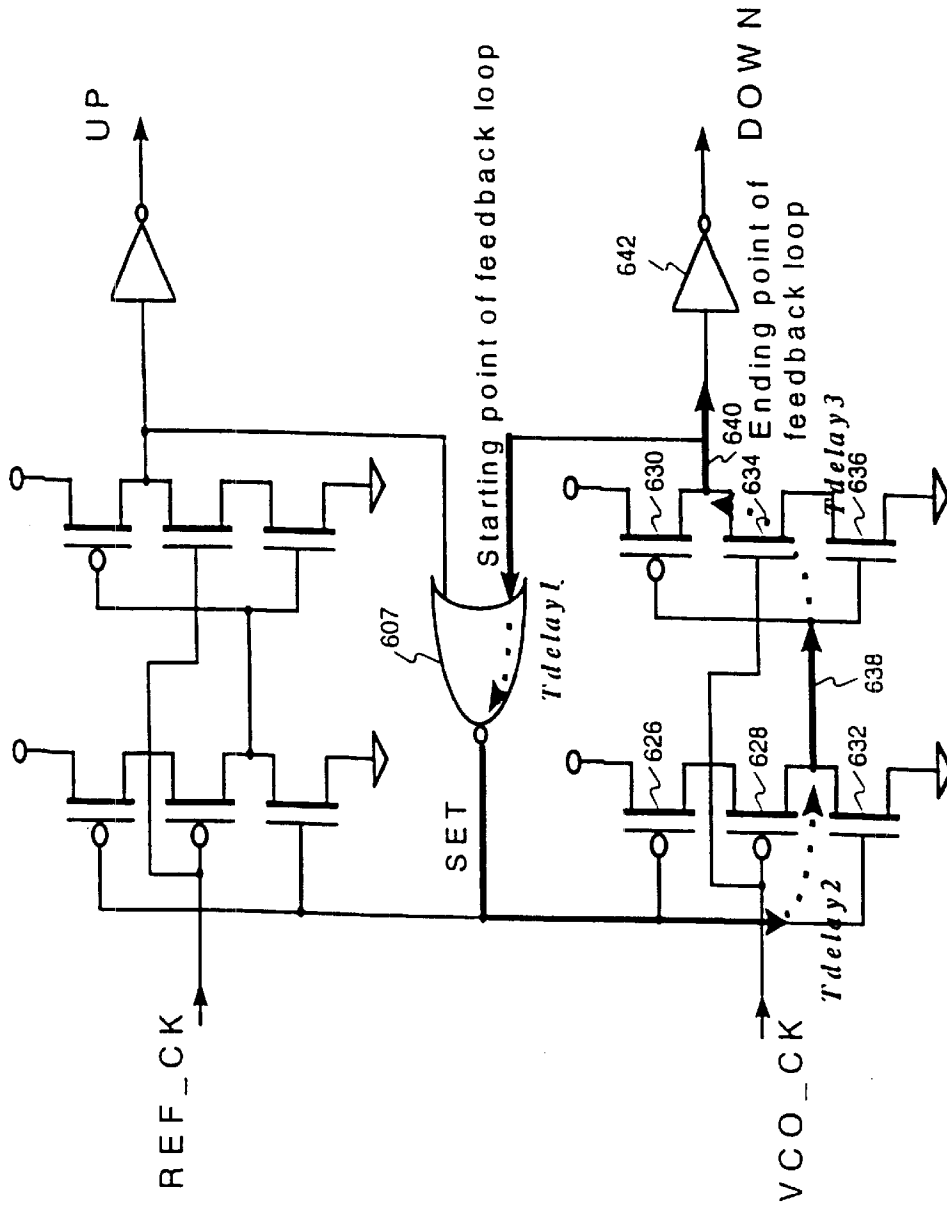 REF_CK
VCO_CK
SET
UP
DOWN
607
Tdelay1
Starting point of feedback loop
626
628
632
Tdelay2
638
630
634
636
Tdelay3
640
642
Ending point of
feedback loop